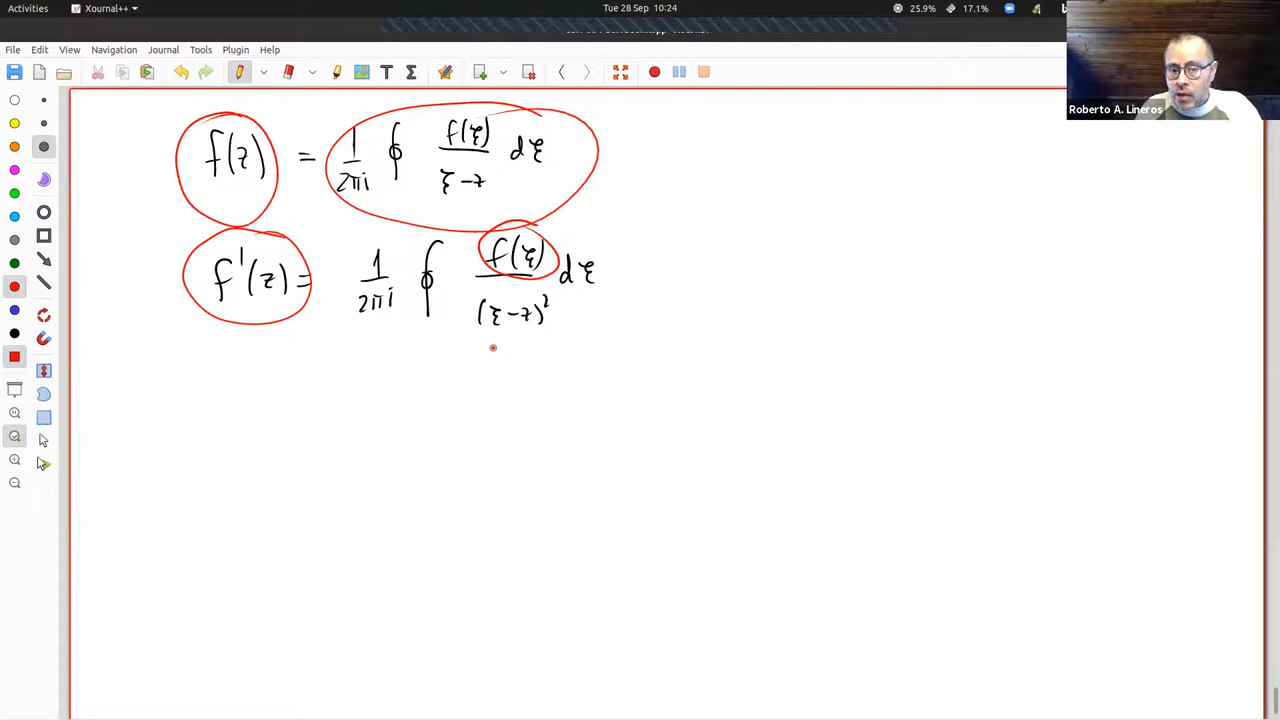 Activities Xournal++ Tue 28 Sep 10:24 25.9% 17.1%
File Edit View Navigation Journal Tools Plugin Help
Roberto A. Lineros
f(z) = 1/2πi ∮ f(ξ)/ξ-z dξ
f'(z) = 1/2πi ∮ f(ξ)/(ξ-z)² dξ